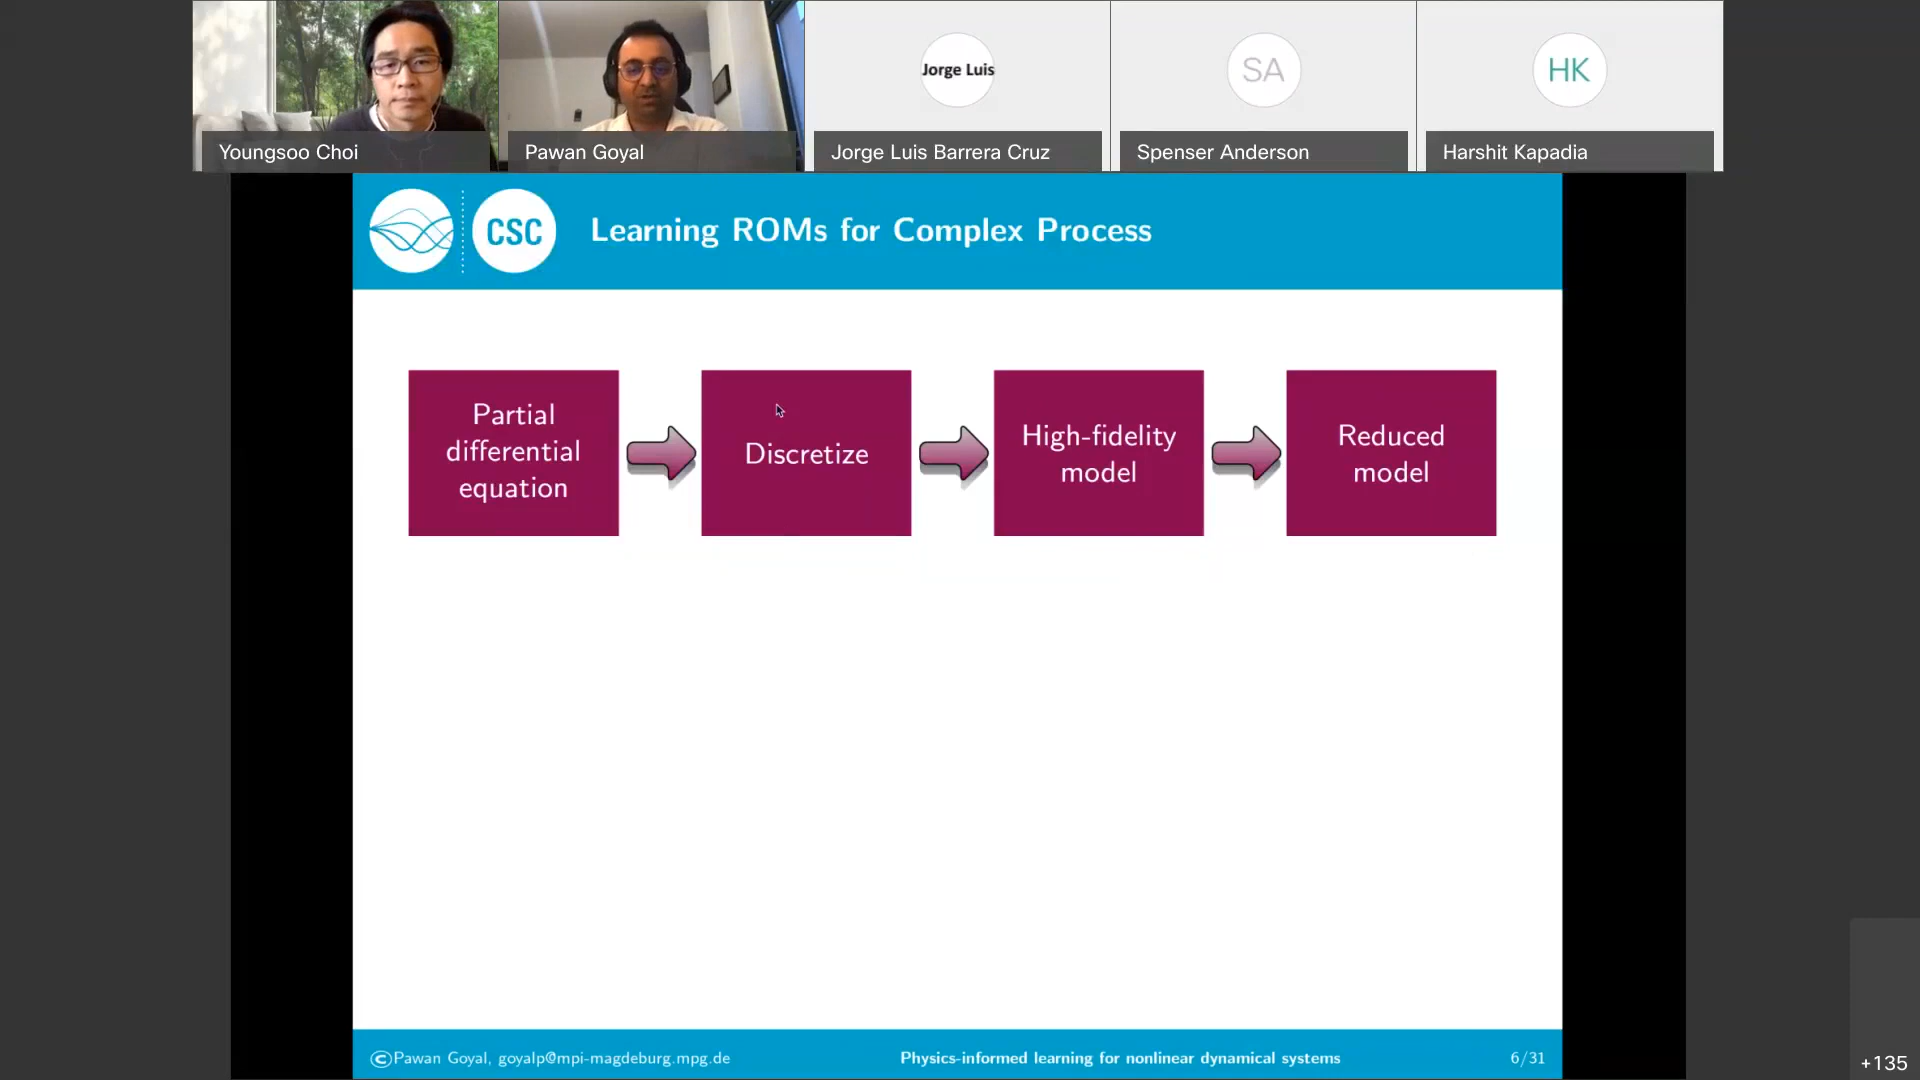 Jorge Luis
SA
HK
Youngsoo Choi
Pawan Goyal
Jorge Luis Barrera Cruz
Spenser Anderson
Harshit Kapadia
CSC
Learning ROMs for Complex Process
Partial
differential
equation
Discretize
High-fidelity
model
Reduced
model
©Pawan Goyal, goyalp@mpi-magdeburg.mpg.de
Physics-informed learning for nonlinear dynamical systems
6/31
+135